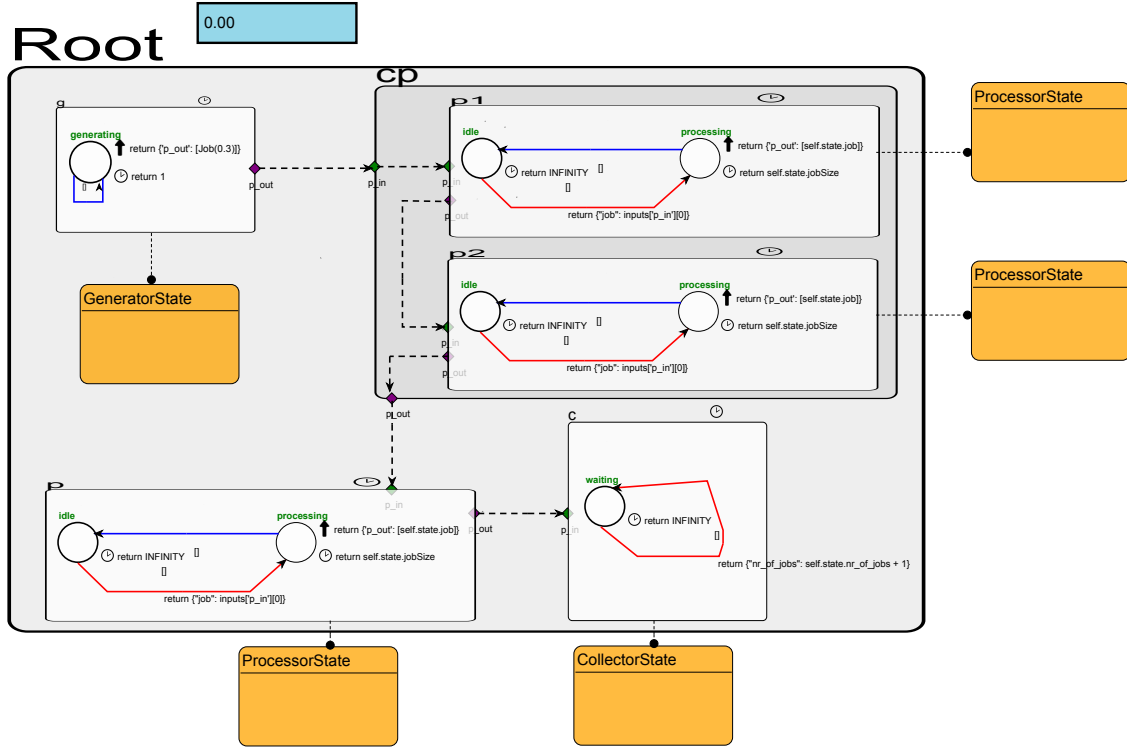 0.00
Root
cp
g
generating
return {'p_out': [Job(0.3)]}
return 1
[]
p_out
p_in
GeneratorState
p1
idle
processing
return {'p_out': [self.state.job]}
return INFINITY
[]
[]
return self.state.jobSize
return {"job": inputs['p_in'][0]}
p_in
p_out
ProcessorState
p2
idle
processing
return {'p_out': [self.state.job]}
return INFINITY
[]
[]
return self.state.jobSize
return {"job": inputs['p_in'][0]}
p_in
p_out
ProcessorState
p_out
p
idle
processing
return {'p_out': [self.state.job]}
return INFINITY
[]
[]
return self.state.jobSize
return {"job": inputs['p_in'][0]}
p_in
p_out
ProcessorState
c
waiting
return INFINITY
[]
return {"nr_of_jobs": self.state.nr_of_jobs + 1}
p_in
CollectorState